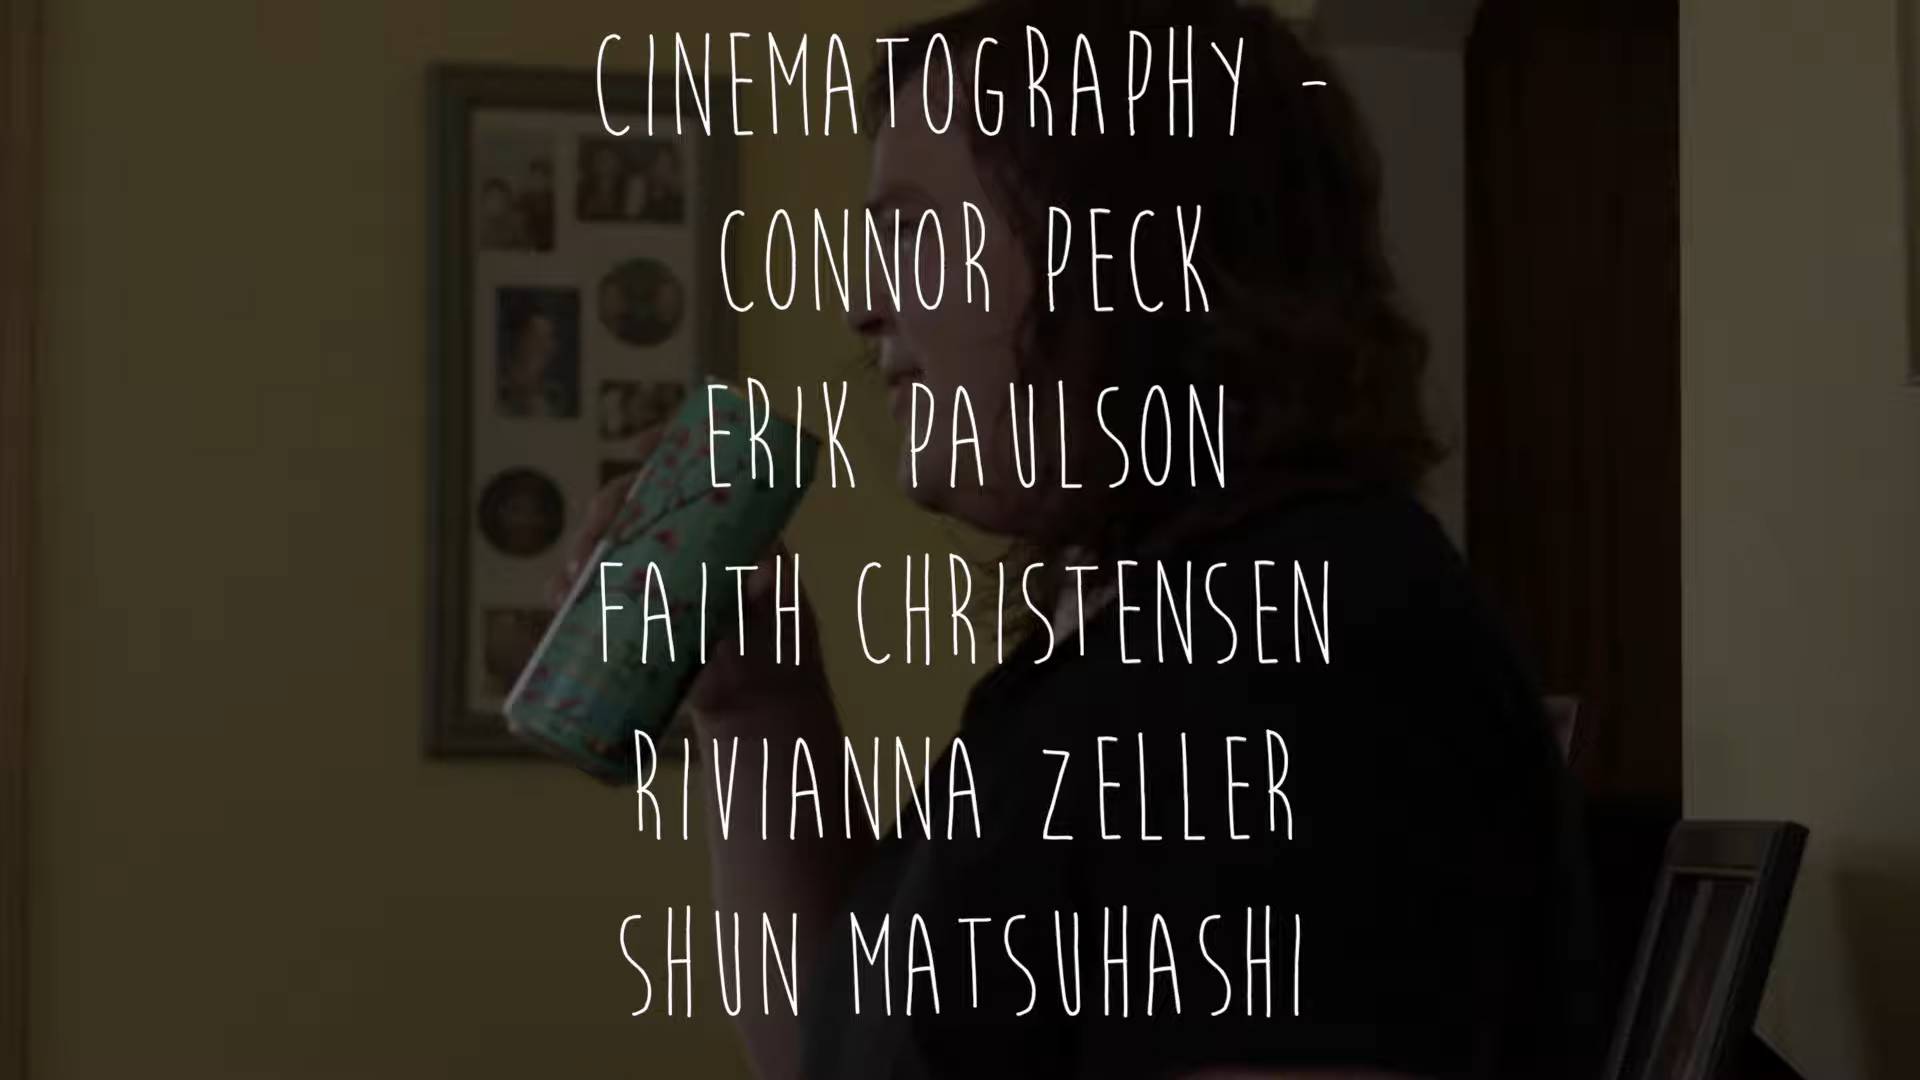 CINEMATOGRAPHY -
CONNOR PECK
ERIK PAULSON
FAITH CHRISTENSEN
RIVIANNA ZELLER
SHUN MATSUHASHI